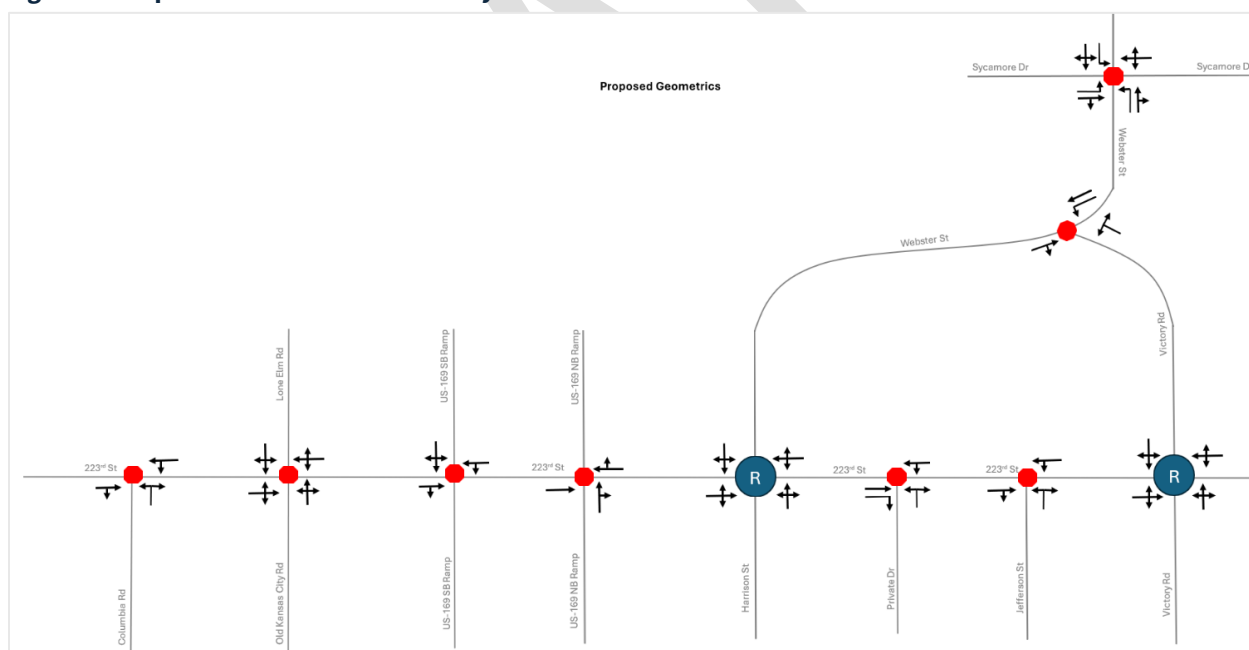 Proposed Geometrics
Sycamore Dr
Sycamore D
Webster St
Webster St
Lone Elm Rd
US-169 SB Ramp
US-169 NB Ramp
Victory Rd
223rd St
223rd St
R
223rd St
223rd St
R
Columbia Rd
Old Kansas City Rd
US-169 SB Ramp
US-169 NB Ramp
Harrison St
Private Dr
Jefferson St
Victory Rd